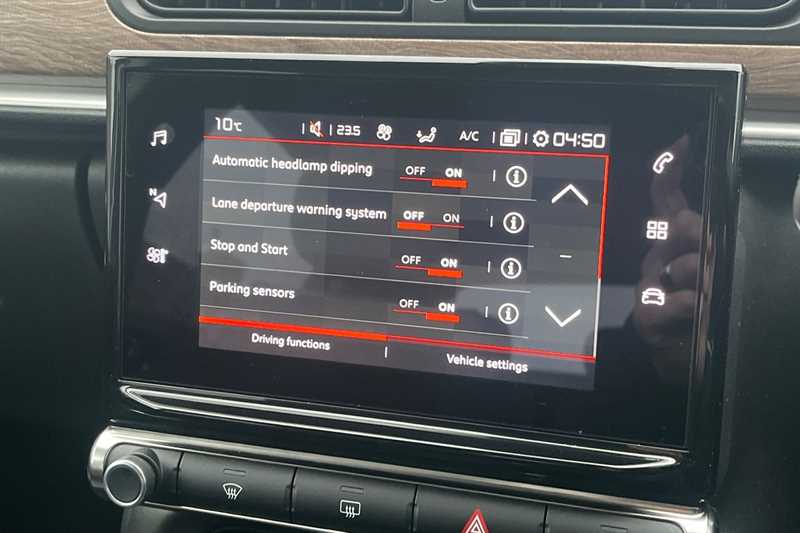 10°C 23.5 A/C 04:50
Automatic headlamp dipping OFF ON
Lane departure warning system OFF ON
Stop and Start OFF ON
Parking sensors OFF ON
Driving functions Vehicle settings
N